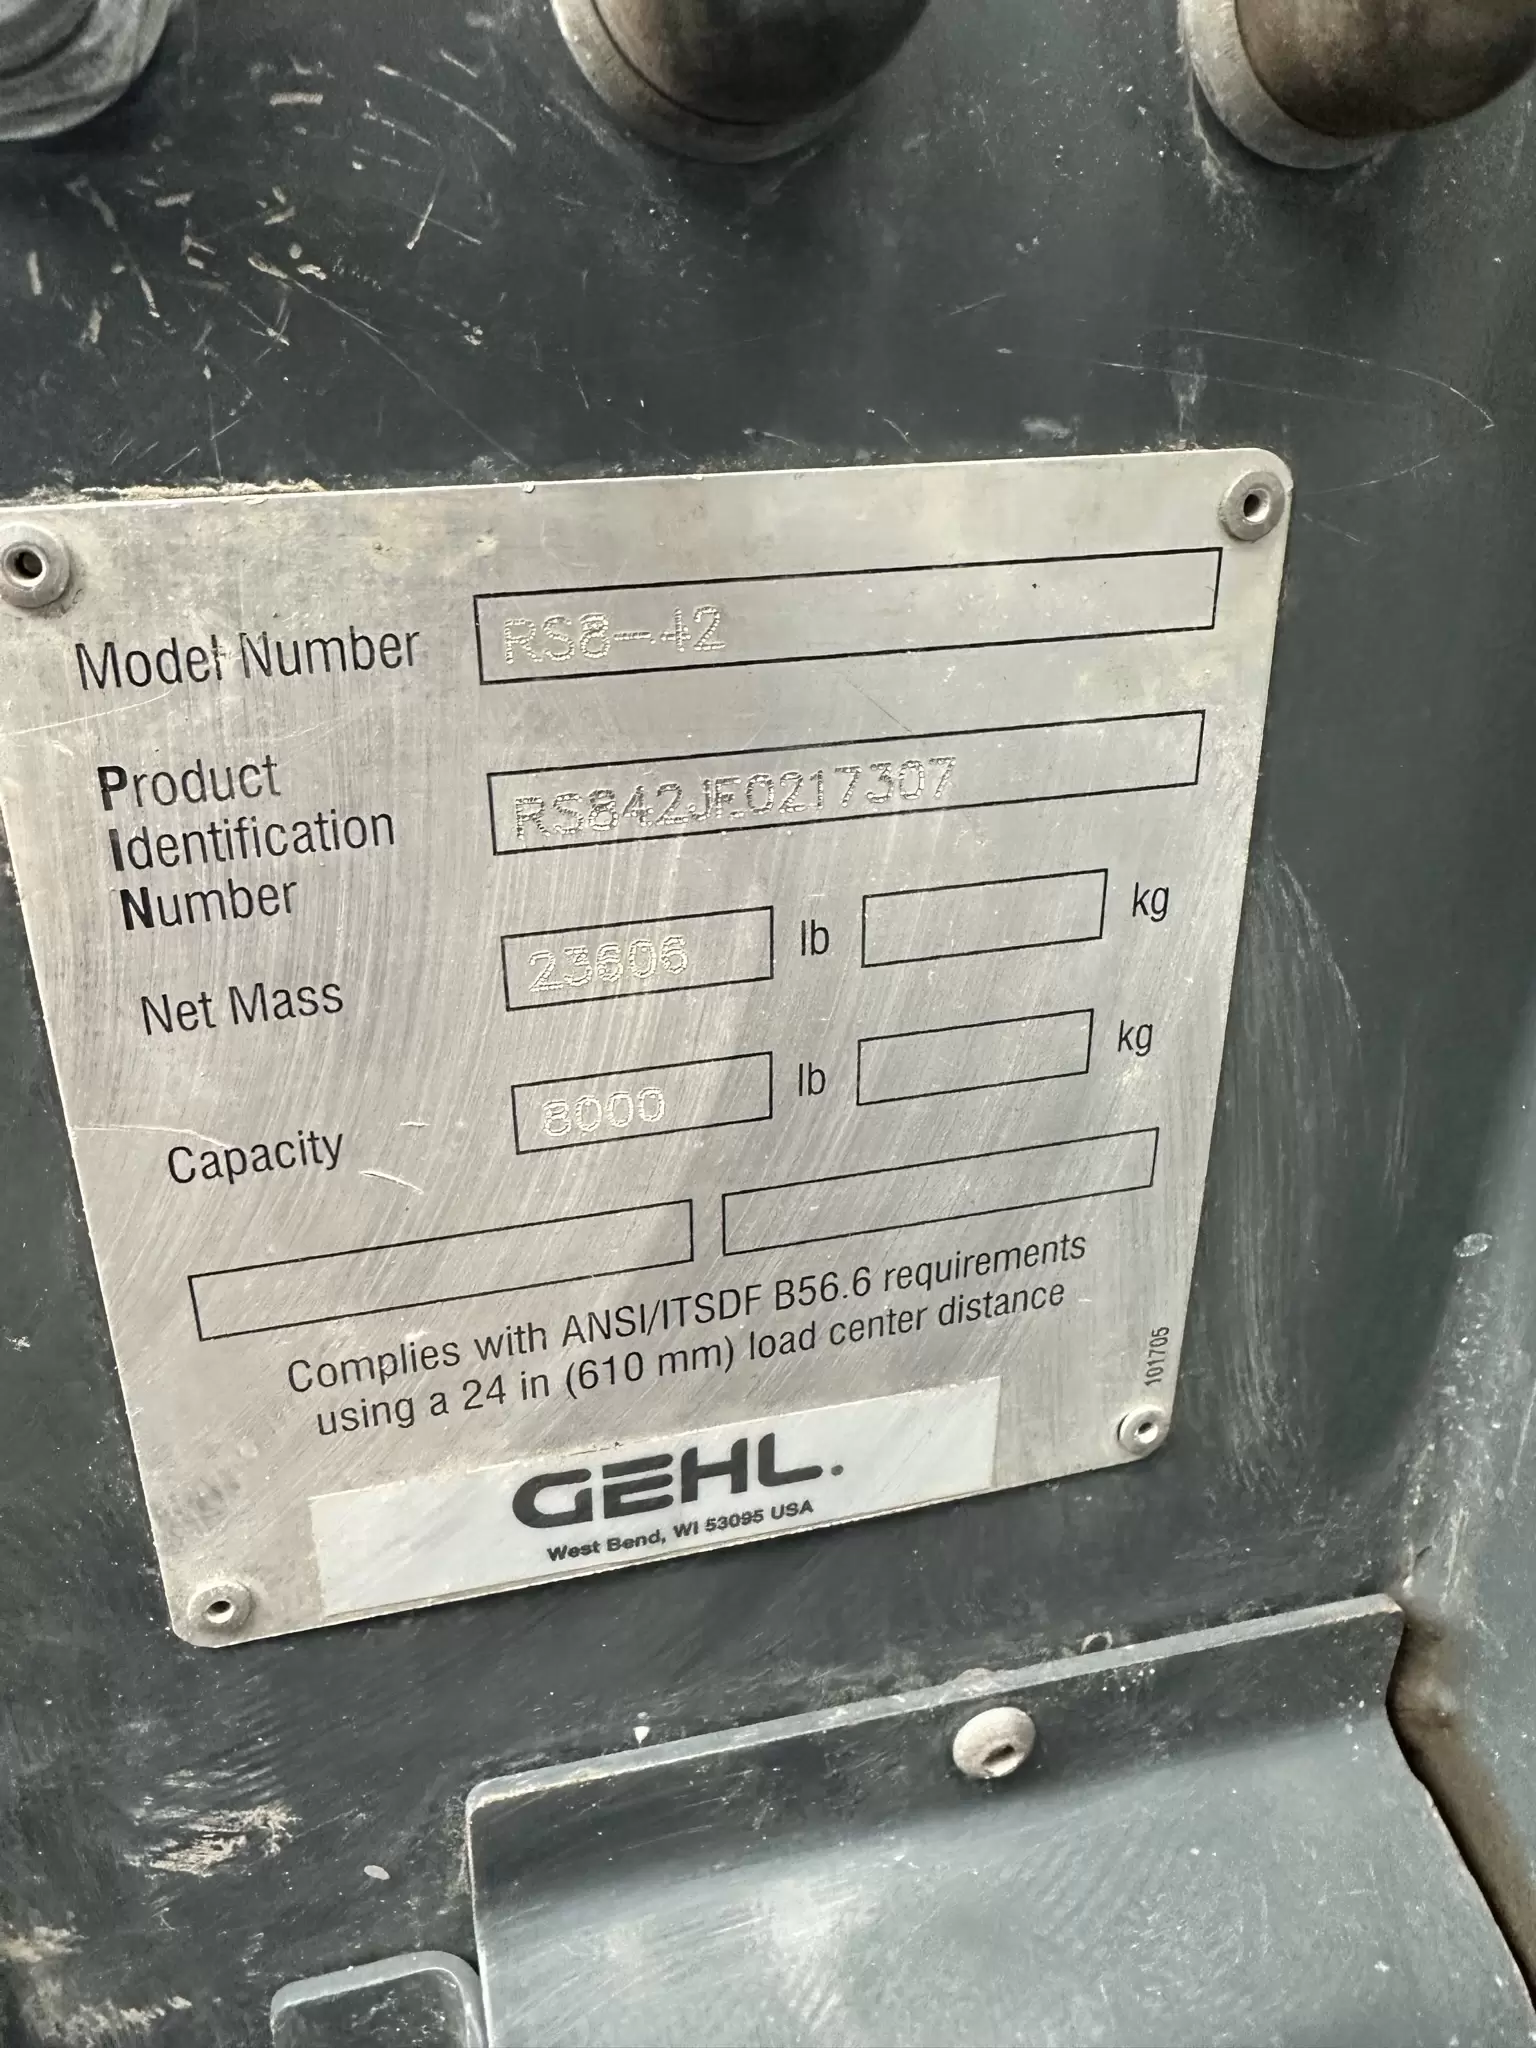 Model Number RS8-42
Product
Identification RS842JE0217307
Number
Net Mass 23606 lb kg
Capacity 8000 lb kg
Complies with ANSI/ITSDF B56.6 requirements
using a 24 in (610 mm) load center distance
101705
GEHL.
West Bend, WI 53095 USA